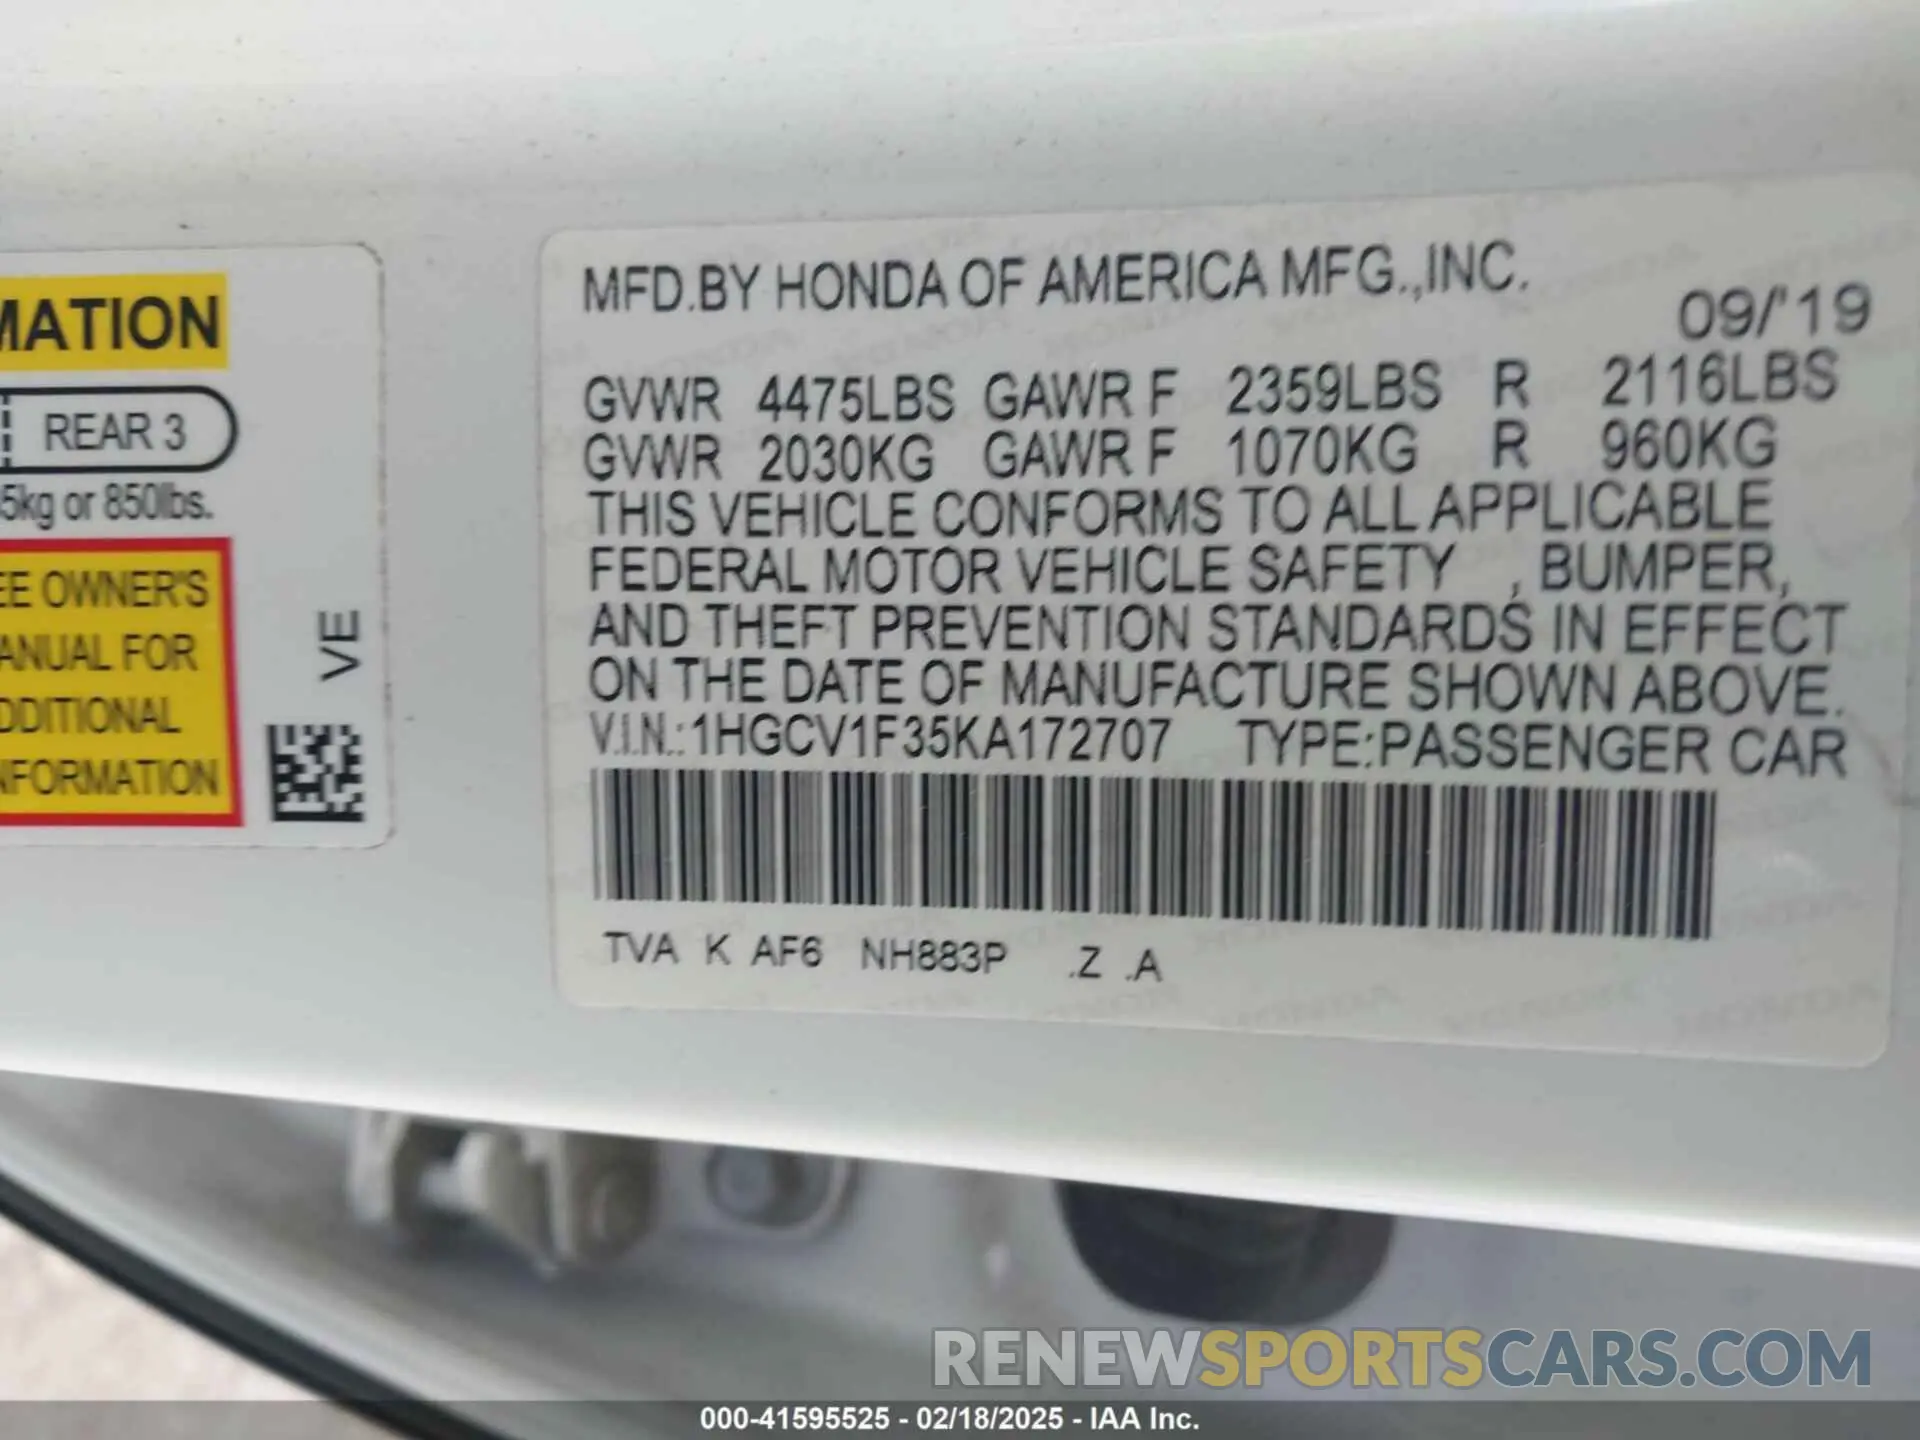 MATION
REAR 3
5kg or 850lbs.
EE OWNER'S
ANUAL FOR
DDITIONAL
NFORMATION
VE
MFD.BY HONDA OF AMERICA MFG.,INC.
09/'19
GVWR 4475LBS GAWR F 2359LBS R 2116LBS
GVWR 2030KG GAWR F 1070KG R 960KG
THIS VEHICLE CONFORMS TO ALL APPLICABLE
FEDERAL MOTOR VEHICLE SAFETY , BUMPER,
AND THEFT PREVENTION STANDARDS IN EFFECT
ON THE DATE OF MANUFACTURE SHOWN ABOVE.
V.I.N.:1HGCV1F35KA172707 TYPE:PASSENGER CAR
TVA K AF6 NH883P .Z .A
RENEWSPORTSCARS.COM
000-41595525 - 02/18/2025 - IAA Inc.